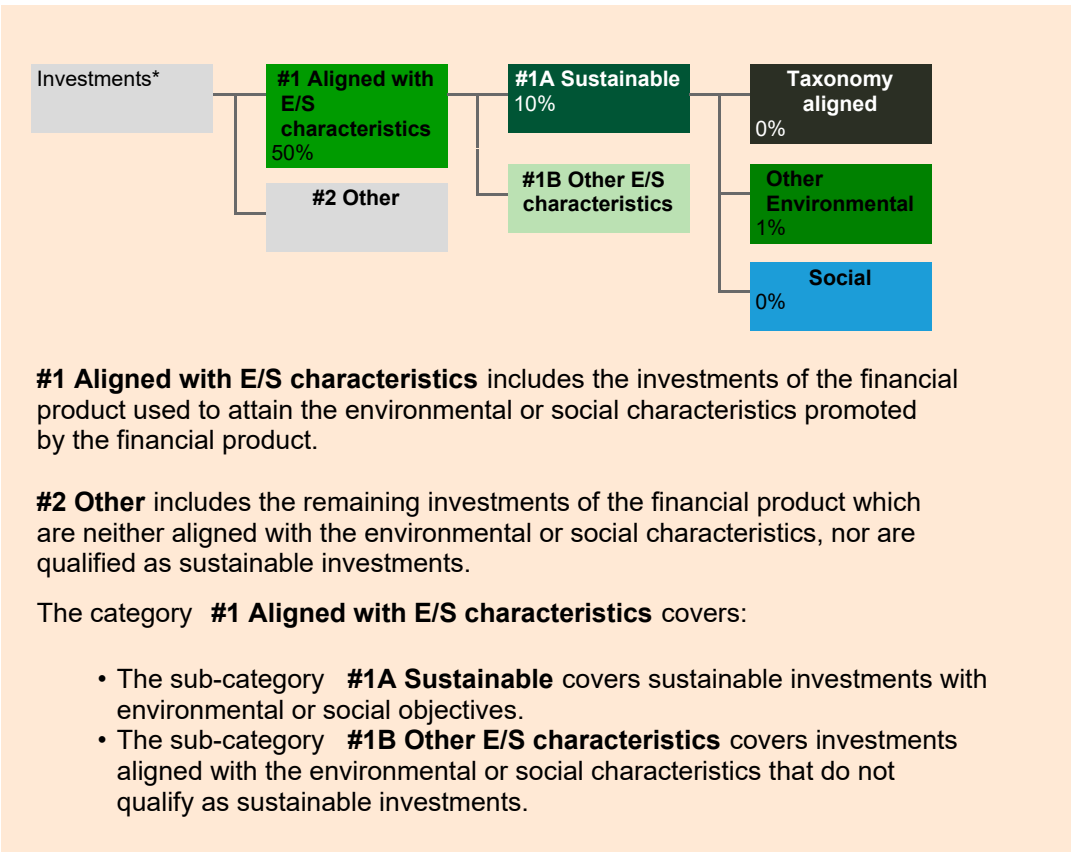 Investments*
#1 Aligned with
E/S
characteristics
50%
#2 Other
#1A Sustainable
10%
#1B Other E/S
characteristics
Taxonomy
aligned
0%
Other
Environmental
1%
Social
0%
#1 Aligned with E/S characteristics includes the investments of the financial
product used to attain the environmental or social characteristics promoted
by the financial product.
#2 Other includes the remaining investments of the financial product which
are neither aligned with the environmental or social characteristics, nor are
qualified as sustainable investments.
The category #1 Aligned with E/S characteristics covers:
• The sub-category #1A Sustainable covers sustainable investments with
environmental or social objectives.
• The sub-category #1B Other E/S characteristics covers investments
aligned with the environmental or social characteristics that do not
qualify as sustainable investments.